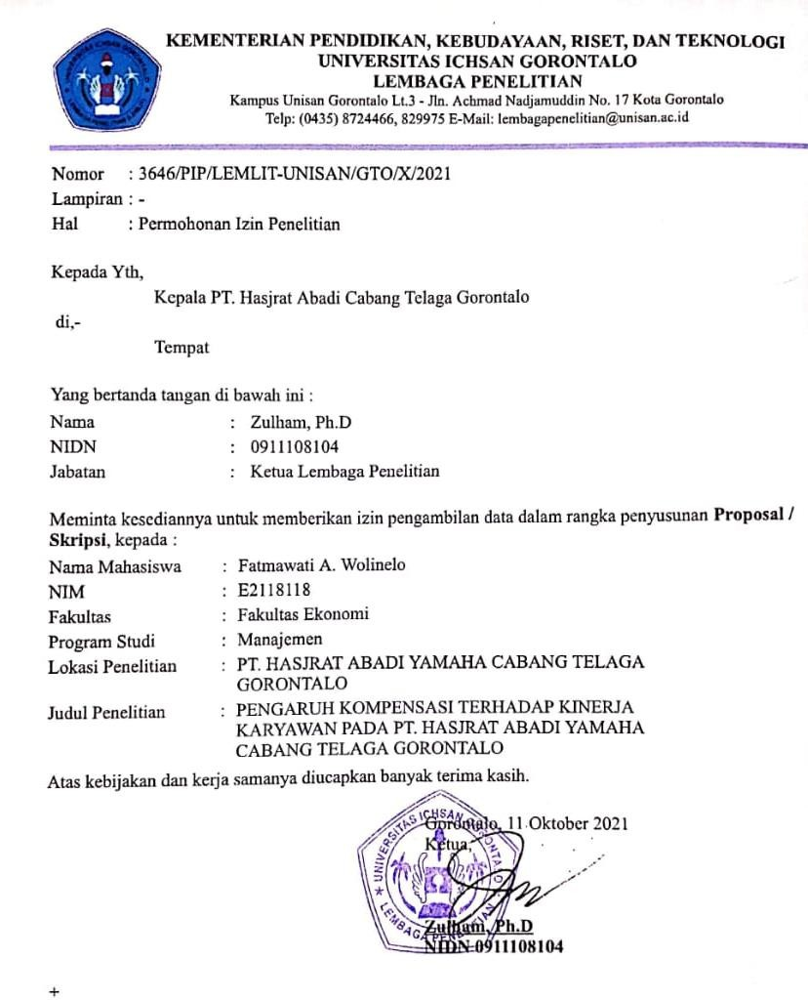 KEMENTERIAN PENDIDIKAN, KEBUDAYAAN, RISET, DAN TEKNOLOGI
UNIVERSITAS ICHSAN GORONTALO
LEMBAGA PENELITIAN
Kampus Unisan Gorontalo Lt.3 - Jln. Achmad Nadjamuddin No. 17 Kota Gorontalo
Telp: (0435) 8724466, 829975 E-Mail: lembagapenelitian@unisan.ac.id
Nomor : 3646/PIP/LEMLIT-UNISAN/GTO/X/2021
Lampiran : -
Hal : Permohonan Izin Penelitian
Kepada Yth,
Kepala PT. Hasjrat Abadi Cabang Telaga Gorontalo
di,-
Tempat
Yang bertanda tangan di bawah ini :
Nama : Zulham, Ph.D
NIDN : 0911108104
Jabatan : Ketua Lembaga Penelitian
Meminta kesediannya untuk memberikan izin pengambilan data dalam rangka penyusunan Proposal /
Skripsi, kepada :
Nama Mahasiswa : Fatmawati A. Wolinelo
NIM : E2118118
Fakultas : Fakultas Ekonomi
Program Studi : Manajemen
Lokasi Penelitian : PT. HASJRAT ABADI YAMAHA CABANG TELAGA
GORONTALO
Judul Penelitian : PENGARUH KOMPENSASI TERHADAP KINERJA
KARYAWAN PADA PT. HASJRAT ABADI YAMAHA
CABANG TELAGA GORONTALO
Atas kebijakan dan kerja samanya diucapkan banyak terima kasih.
Gorontalo, 11 Oktober 2021
Ketua,
UNIVERSITAS ICHSAN GORONTALO
LEMBAGA PENELITIAN
Zulham, Ph.D
NIDN 0911108104
+